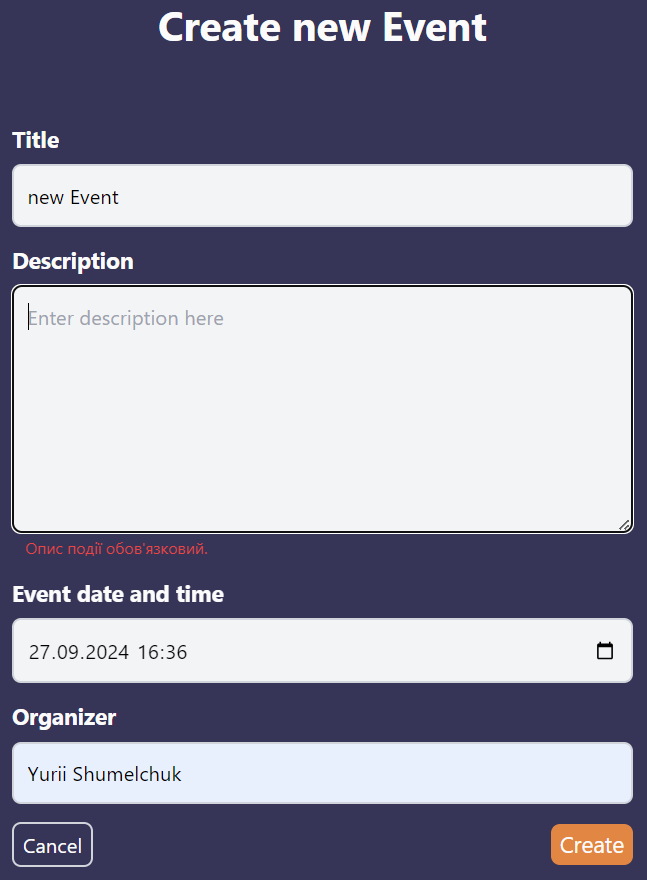 Create new Event
Title
new Event
Description
Enter description here
Опис події обов'язковий.
Event date and time
27.09.2024 16:36
Organizer
Yurii Shumelchuk
Cancel
Create